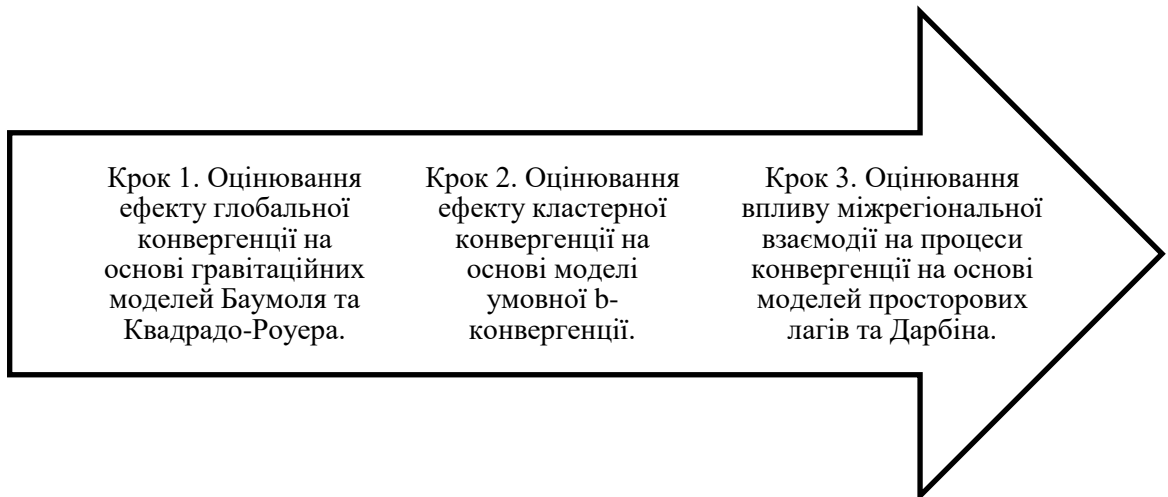 Крок 1. Оцінювання
ефекту глобальної
конвергенції на
основі гравітаційних
моделей Баумоля та
Квадрадо-Роуера.
Крок 2. Оцінювання
ефекту кластерної
конвергенції на
основі моделі
умовної b-
конвергенції.
Крок 3. Оцінювання
впливу міжрегіональної
взаємодії на процеси
конвергенції на основі
моделей просторових
лагів та Дарбіна.